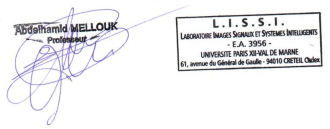 Abdelhamid MELLOUK
Professeur
L . I . S . S . I .
LABORATOIRE IMAGES SIGNAUX ET SYSTEMES INTELLIGENTS
- E.A. 3956 -
UNIVERSITE PARIS XII-VAL DE MARNE
61, avenue du Général de Gaulle - 94010 CRETEIL Cedex